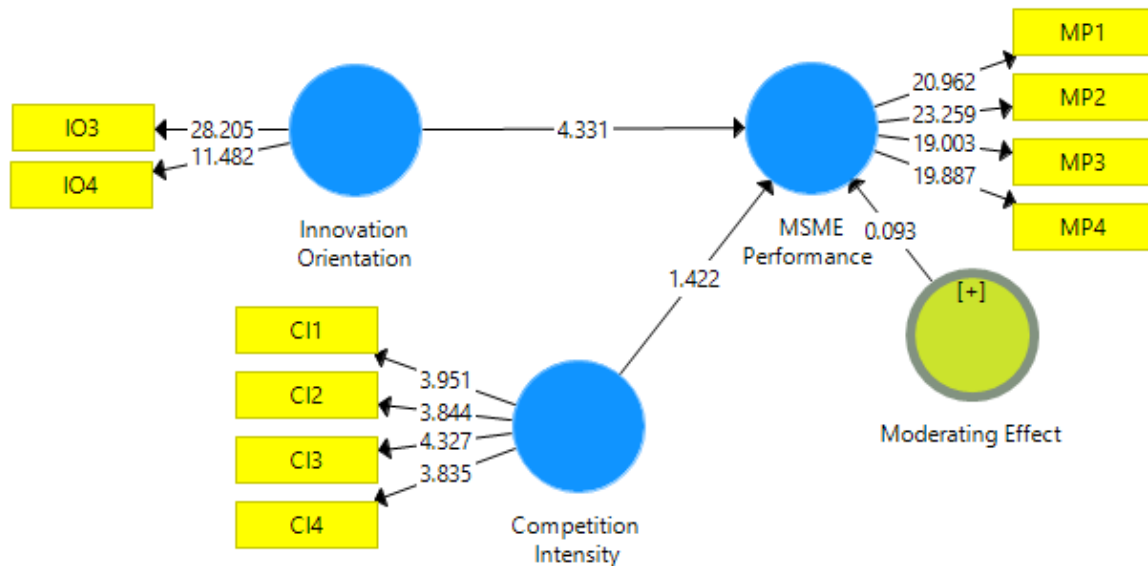 MP1
20.962
MP2
23.259
IO3
28.205
4.331
19.003
MP3
11.482
19.887
IO4
MP4
Innovation
Orientation
MSME
Performance
0.093
1.422
[+]
CI1
3.951
CI2
3.844
4.327
CI3
3.835
Moderating Effect
CI4
Competition
Intensity